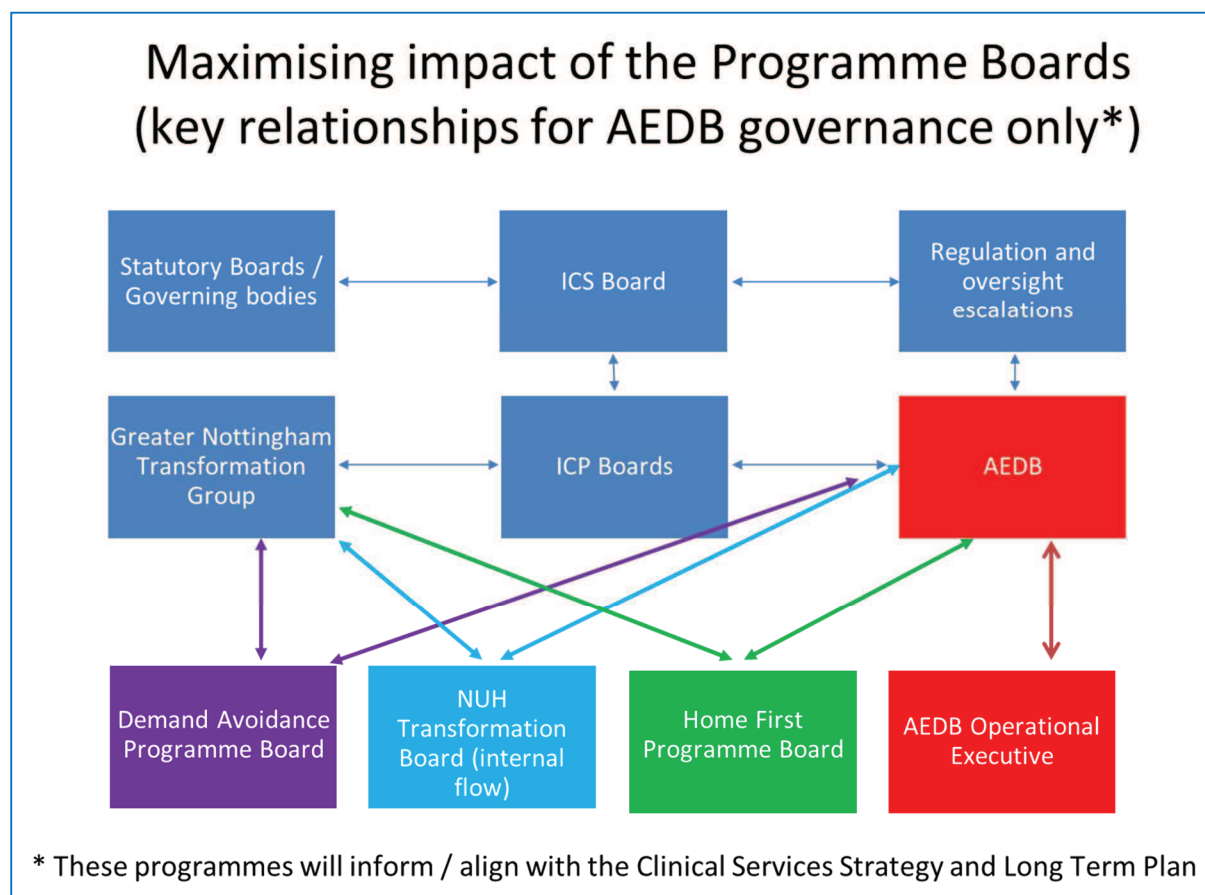 Maximising impact of the Programme Boards
(key relationships for AEDB governance only*)
Statutory Boards /
Governing bodies
ICS Board
Regulation and
oversight
escalations
Greater Nottingham
Transformation
Group
ICP Boards
AEDB
Demand Avoidance
Programme Board
NUH
Transformation
Board (internal
flow)
Home First
Programme Board
AEDB Operational
Executive
* These programmes will inform / align with the Clinical Services Strategy and Long Term Plan